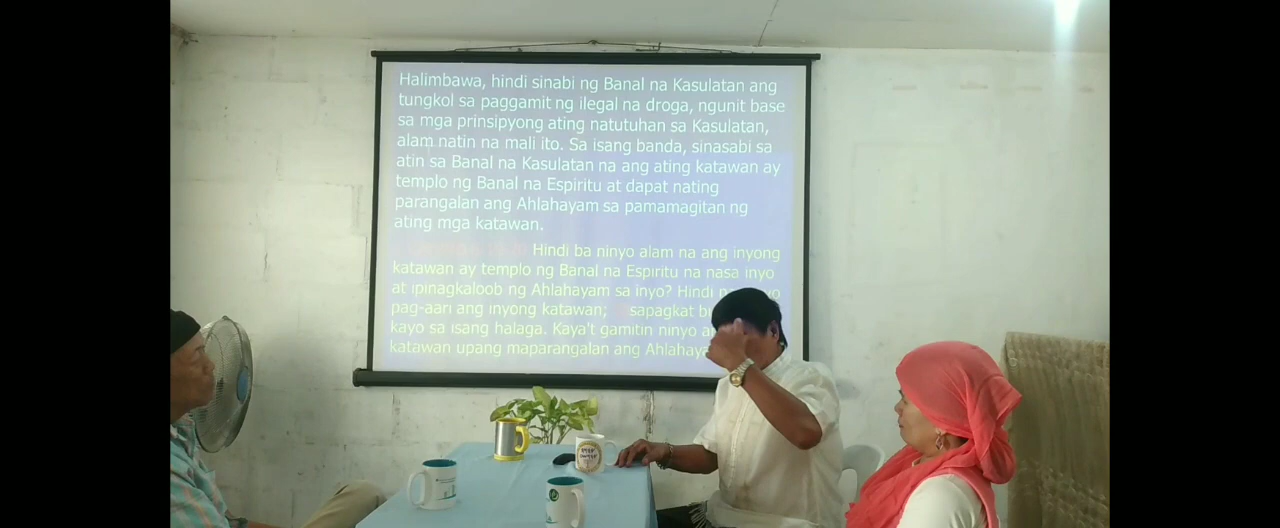 Halimbawa, hindi sinabi ng Banal na Kasulatan ang
tungkol sa paggamit ng ilegal na droga, ngunit base
sa mga prinsipyong ating natutuhan sa Kasulatan,
alam natin na mali ito. Sa isang banda, sinasabi sa
atin sa Banal na Kasulatan na ang ating katawan ay
templo ng Banal na Espiritu at dapat nating
parangalan ang Ahlahayam sa pamamagitan ng
ating mga katawan.
Hindi ba ninyo alam na ang inyong
katawan ay templo ng Banal na Espiritu na nasa inyo
at ipinagkaloob ng Ahlahayam sa inyo? Hindi
pag-aari ang inyong katawan; sapagkat
kayo sa isang halaga. Kaya't gamitin ninyo
katawan upang maparangalan ang